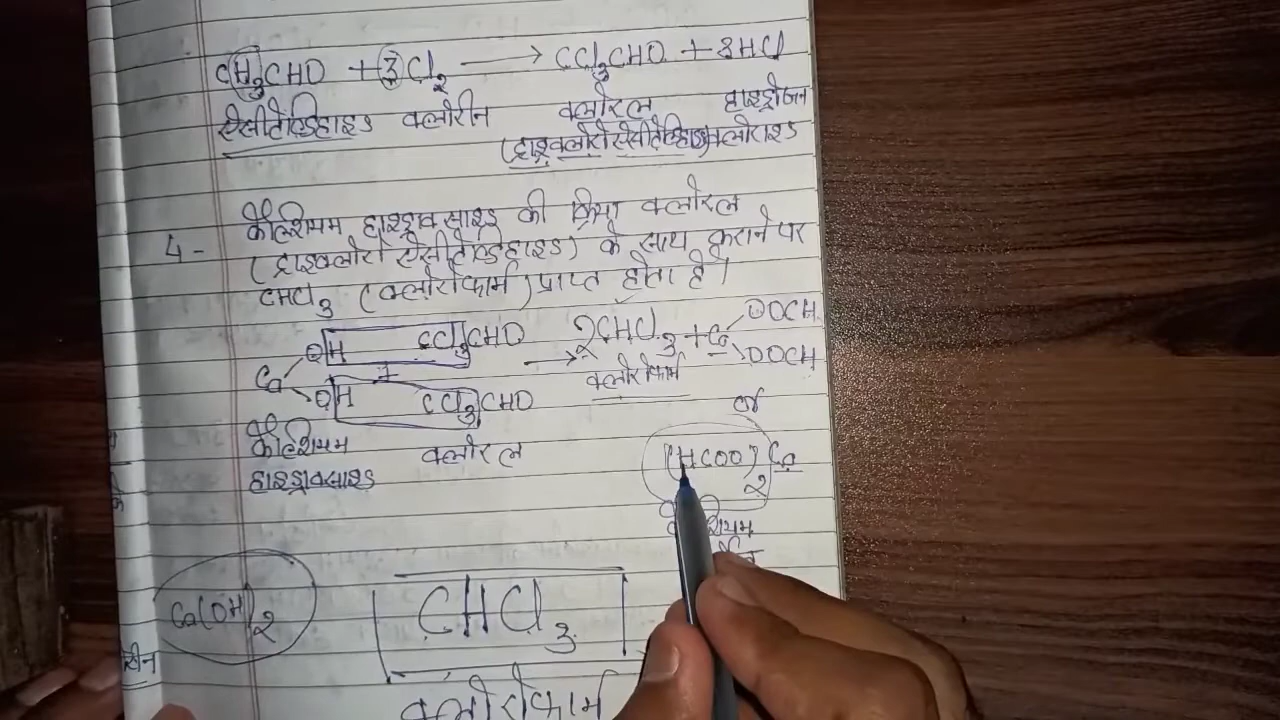 CH₃CHO + 3Cl₂ → CCl₃CHO + 3HCl
ऐसीटैल्डिहाइड क्लोरीन क्लोरल हाइड्रोजन
(ट्राइक्लोरोऐसीटैल्डिहाइड) क्लोराइड
4- कैल्शियम हाइड्राक्साइड की क्रिया क्लोरल
(ट्राइक्लोरो ऐसीटैल्डिहाइड) के साथ कराने पर
CHCl₃ (क्लोरोफार्म) प्राप्त होता है।
OH CCl₃CHO OOCH
Ca + → 2CHCl₃ + Ca
OH CCl₃CHO OOCH
क्लोरोफार्म
or
कैल्शियम क्लोरल (HCOO)₂Ca
हाइड्राक्साइड
Ca(OH)₂ CHCl₃
क्लोरोफार्म